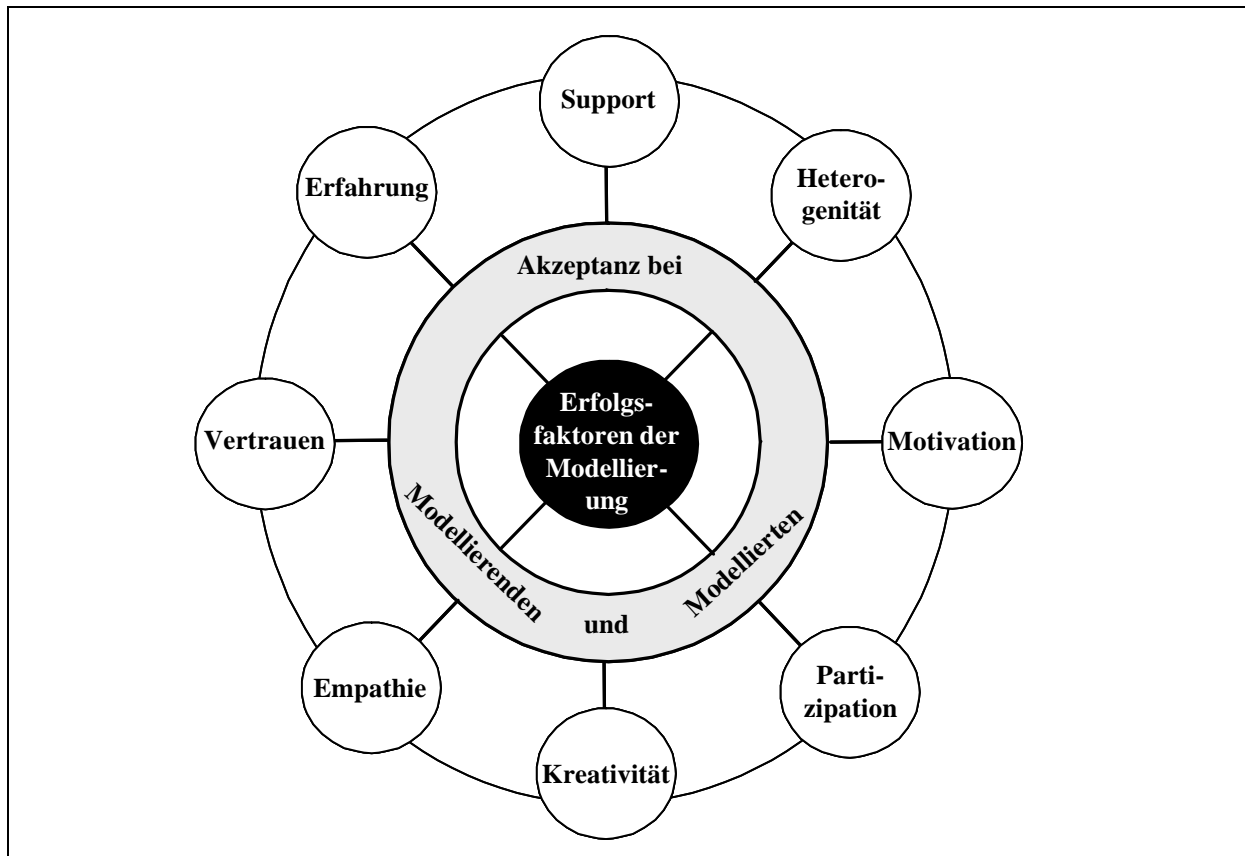 Support
Hetero-
genität
Motivation
Parti-
zipation
Kreativität
Empathie
Vertrauen
Erfahrung
Akzeptanz bei
Modellierenden
und
Modellierten
Erfolgs-
faktoren der
Modellier-
ung